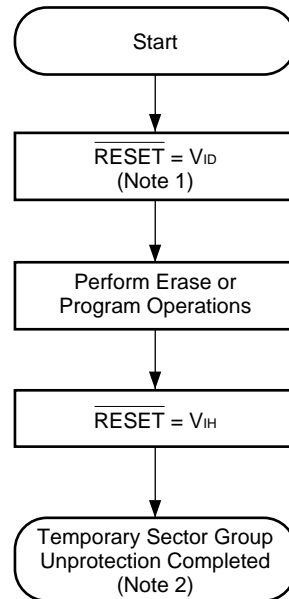 Start
RESET = VID
(Note 1)
Perform Erase or
Program Operations
RESET = VIH
Temporary Sector Group
Unprotection Completed
(Note 2)